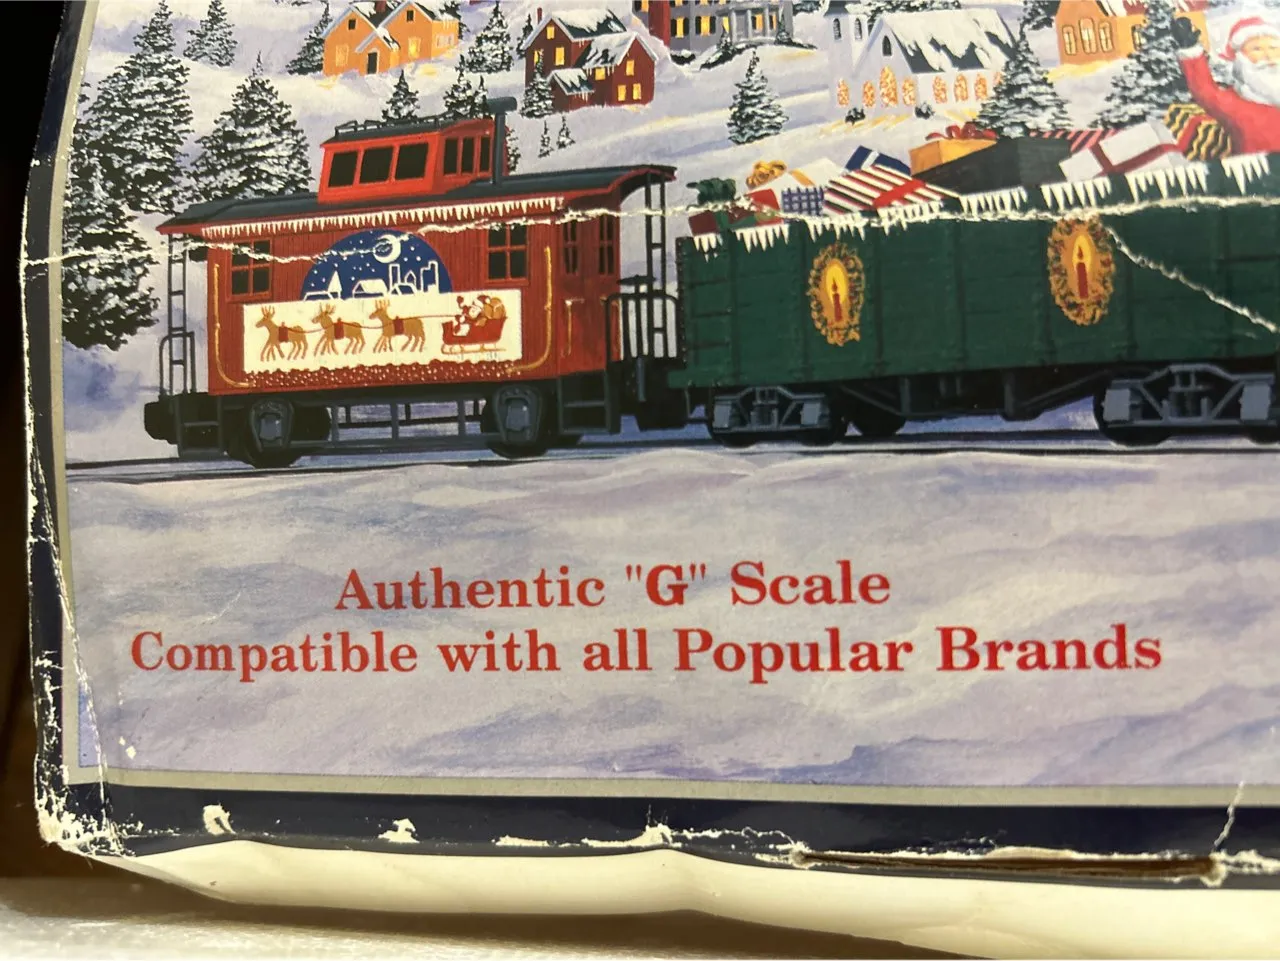 Authentic "G" Scale
Compatible with all Popular Brands